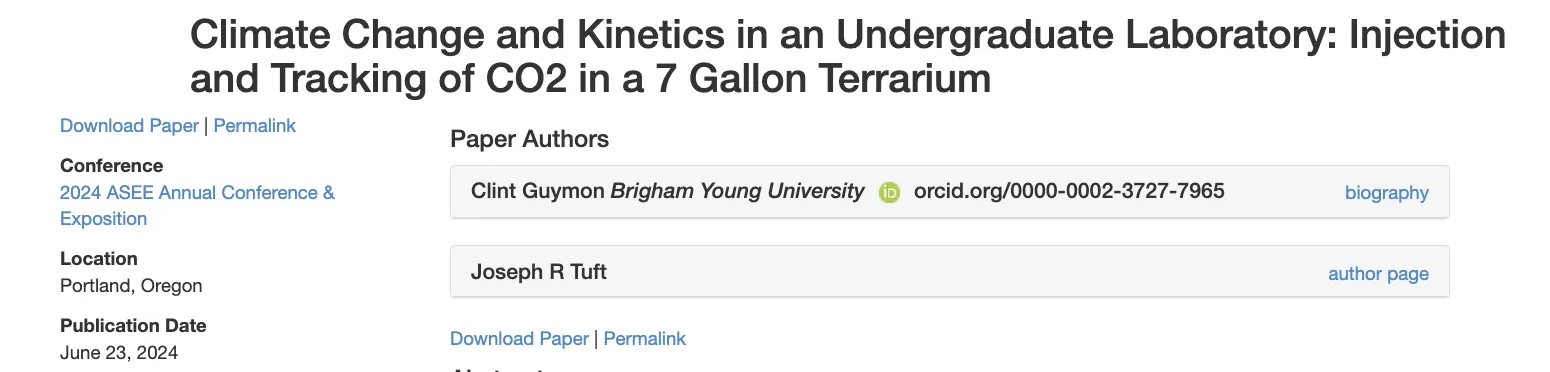 Climate Change and Kinetics in an Undergraduate Laboratory: Injection
and Tracking of CO2 in a 7 Gallon Terrarium
Download Paper | Permalink
Conference
2024 ASEE Annual Conference &
Exposition
Location
Portland, Oregon
Publication Date
June 23, 2024
Paper Authors
Clint Guymon Brigham Young University iD orcid.org/0000-0002-3727-7965 biography
Joseph R Tuft author page
Download Paper | Permalink